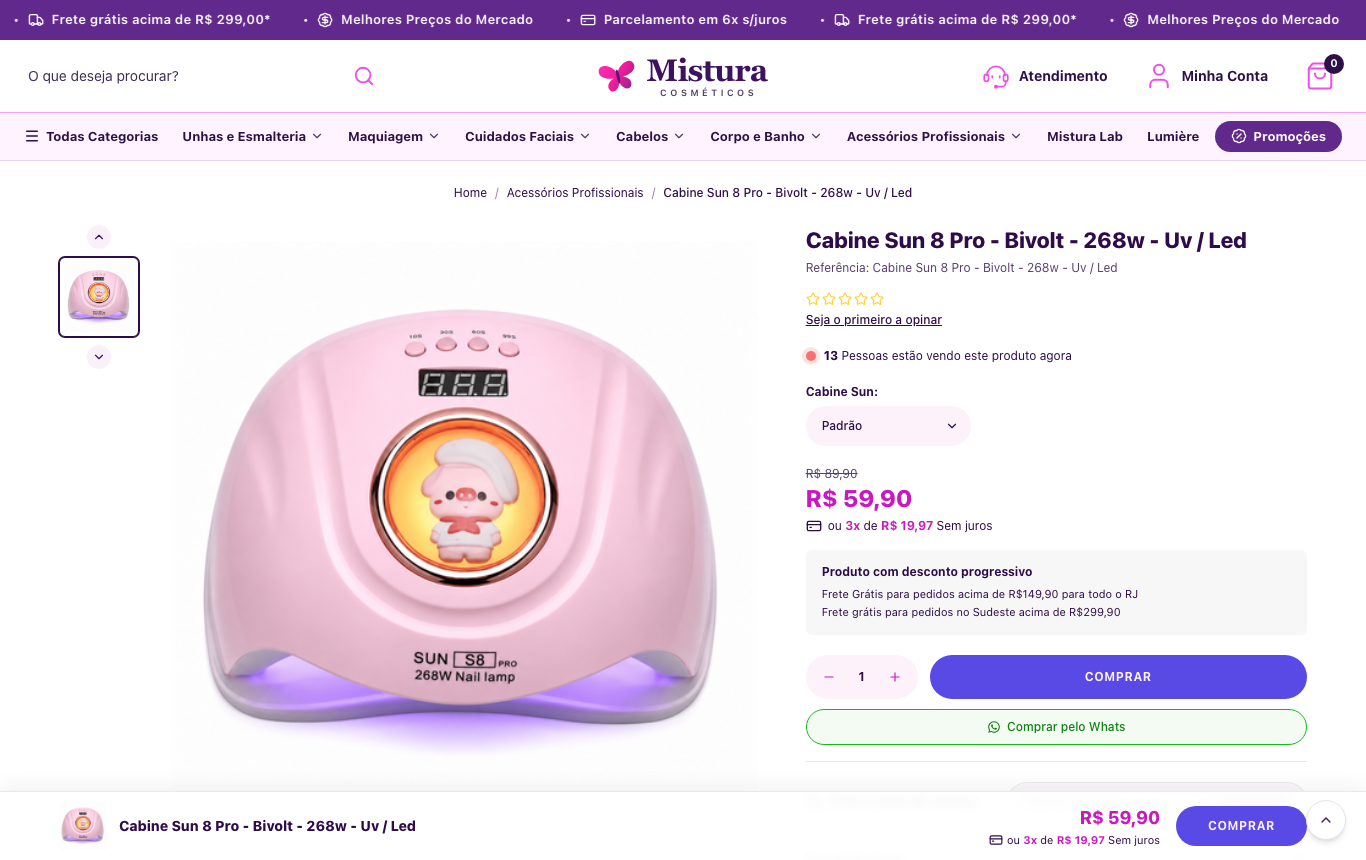 Frete grátis acima de R$ 299,00*
Melhores Preços do Mercado
Parcelamento em 6x s/juros
Frete grátis acima de R$ 299,00*
Melhores Preços do Mercado
O que deseja procurar?
Mistura
COSMÉTICOS
Atendimento
Minha Conta
0
Todas Categorias
Unhas e Esmalteria
Maquiagem
Cuidados Faciais
Cabelos
Corpo e Banho
Acessórios Profissionais
Mistura Lab
Lumière
Promoções
Home / Acessórios Profissionais / Cabine Sun 8 Pro - Bivolt - 268w - Uv / Led
10S 30S 60S 99S
8.8.8
SUN S8 PRO
268W Nail lamp
Cabine Sun 8 Pro - Bivolt - 268w - Uv / Led
Referência: Cabine Sun 8 Pro - Bivolt - 268w - Uv / Led
Seja o primeiro a opinar
13 Pessoas estão vendo este produto agora
Cabine Sun:
Padrão
R$ 89,90
R$ 59,90
ou 3x de R$ 19,97 Sem juros
Produto com desconto progressivo
Frete Grátis para pedidos acima de R$149,90 para todo o RJ
Frete grátis para pedidos no Sudeste acima de R$299,90
1
COMPRAR
Comprar pelo Whats
Cabine Sun 8 Pro - Bivolt - 268w - Uv / Led
R$ 59,90
ou 3x de R$ 19,97 Sem juros
COMPRAR